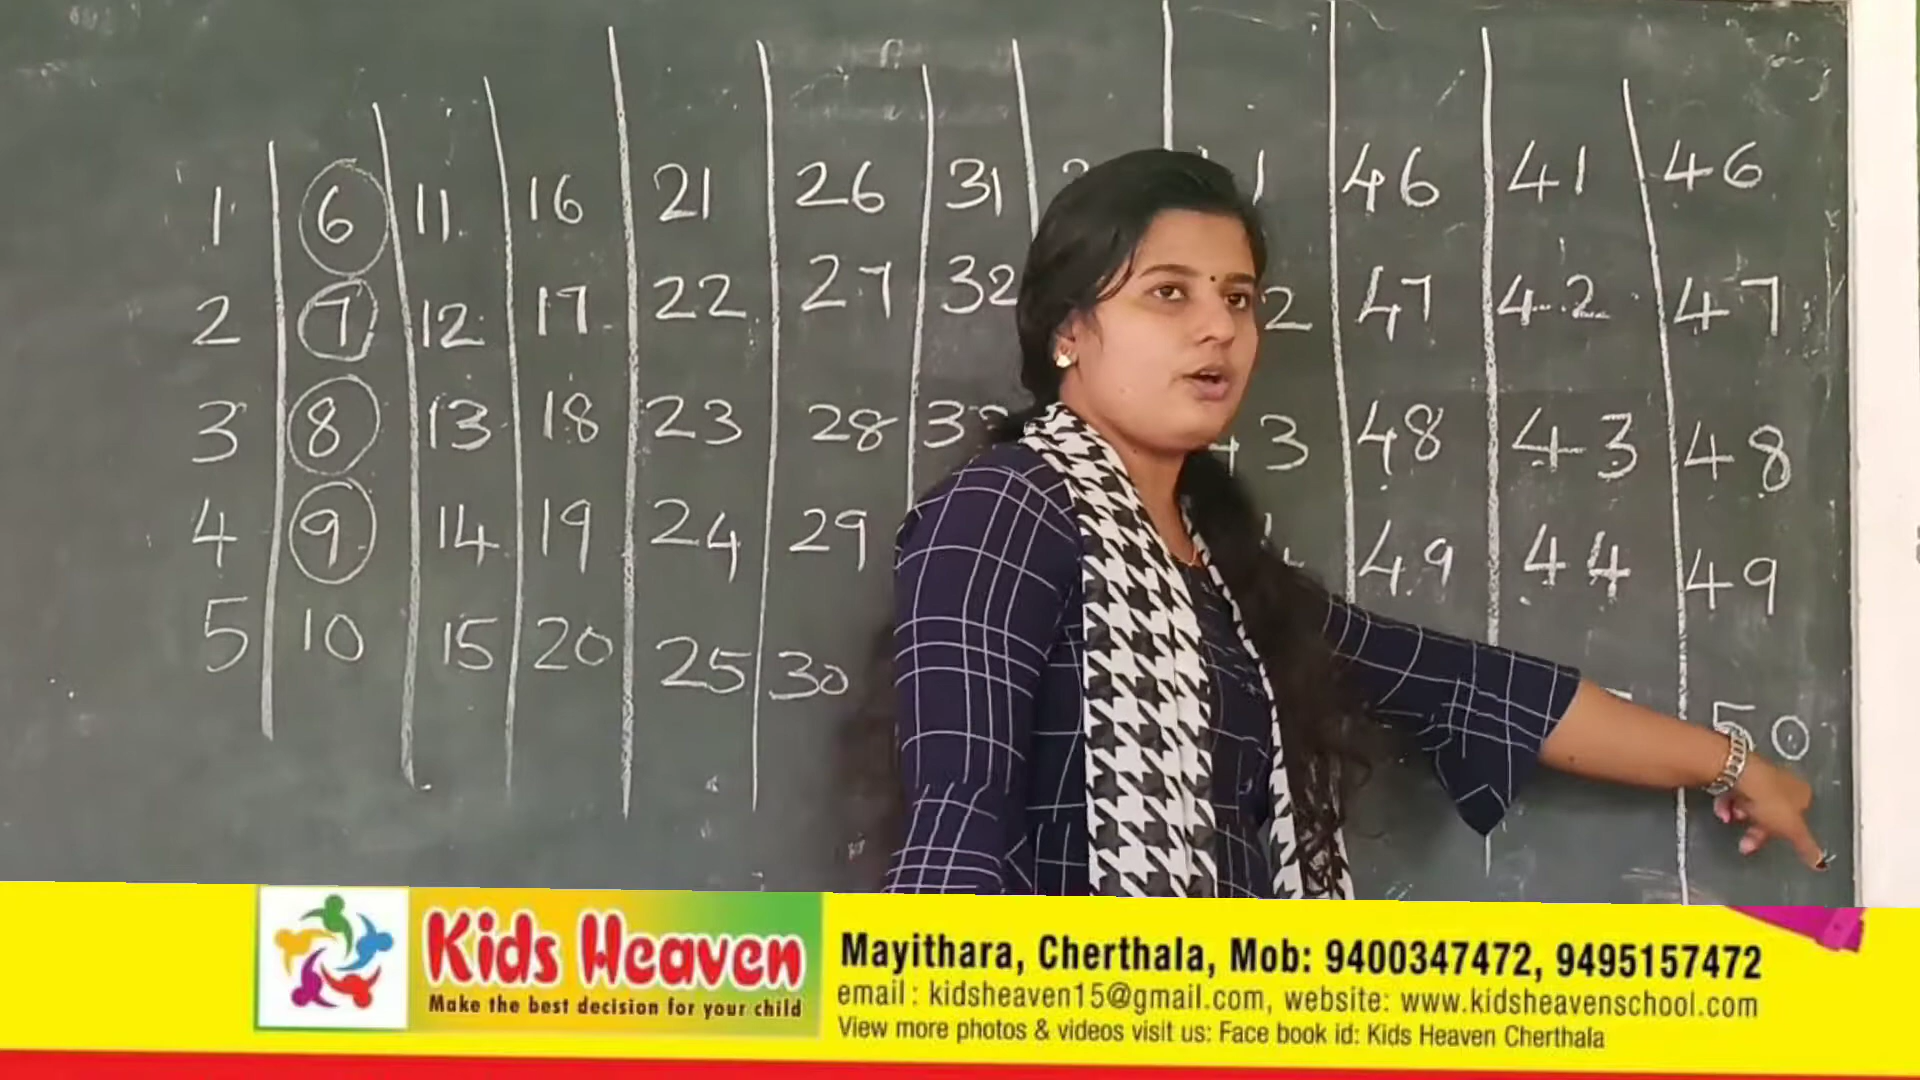 1 6 11 16 21 26 31 46 41 46
2 7 12 17 22 27 32 2 47 42 47
3 8 13 18 23 28 3 43 48 43 48
4 9 14 19 24 29 49 44 49
5 10 15 20 25 30 50
Kids Heaven
Make the best decision for your child
Mayithara, Cherthala, Mob: 9400347472, 9495157472
email : kidsheaven15@gmail.com, website: www.kidsheavenschool.com
View more photos & videos visit us: Face book id: Kids Heaven Cherthala